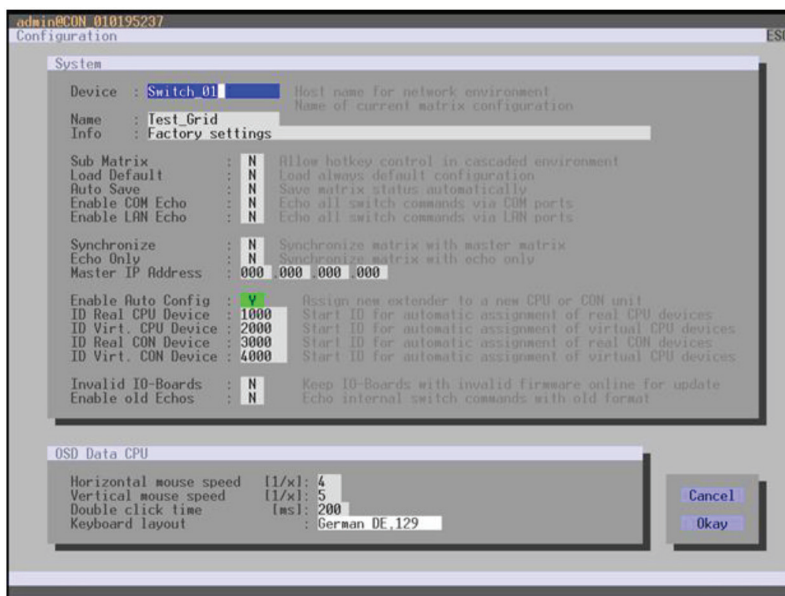 admin@CON_010195237
Configuration ESC
System
Device : Switch_01 Host name for network environment
Name of current matrix configuration
Name : Test_Grid
Info : Factory settings
Sub Matrix : N Allow hotkey control in cascaded environment
Load Default : N Load always default configuration
Auto Save : N Save matrix status automatically
Enable COM Echo : N Echo all switch commands via COM ports
Enable LAN Echo : N Echo all switch commands via LAN ports
Synchronize : N Synchronize matrix with master matrix
Echo Only : N Synchronize matrix with echo only
Master IP Address : 000 .000 .000 .000
Enable Auto Config : Y Assign new extender to a new CPU or CON unit
ID Real CPU Device : 1000 Start ID for automatic assignment of real CPU devices
ID Virt. CPU Device : 2000 Start ID for automatic assignment of virtual CPU devices
ID Real CON Device : 3000 Start ID for automatic assignment of real CON devices
ID Virt. CON Device : 4000 Start ID for automatic assignment of virtual CPU devices
Invalid IO-Boards : N Keep IO-Boards with invalid firmware online for update
Enable old Echos : N Echo internal switch commands with old format
OSD Data CPU
Horizontal mouse speed [1/x]: 4
Vertical mouse speed [1/x]: 5
Double click time [ms]: 200
Keyboard layout : German DE,129
Cancel
Okay